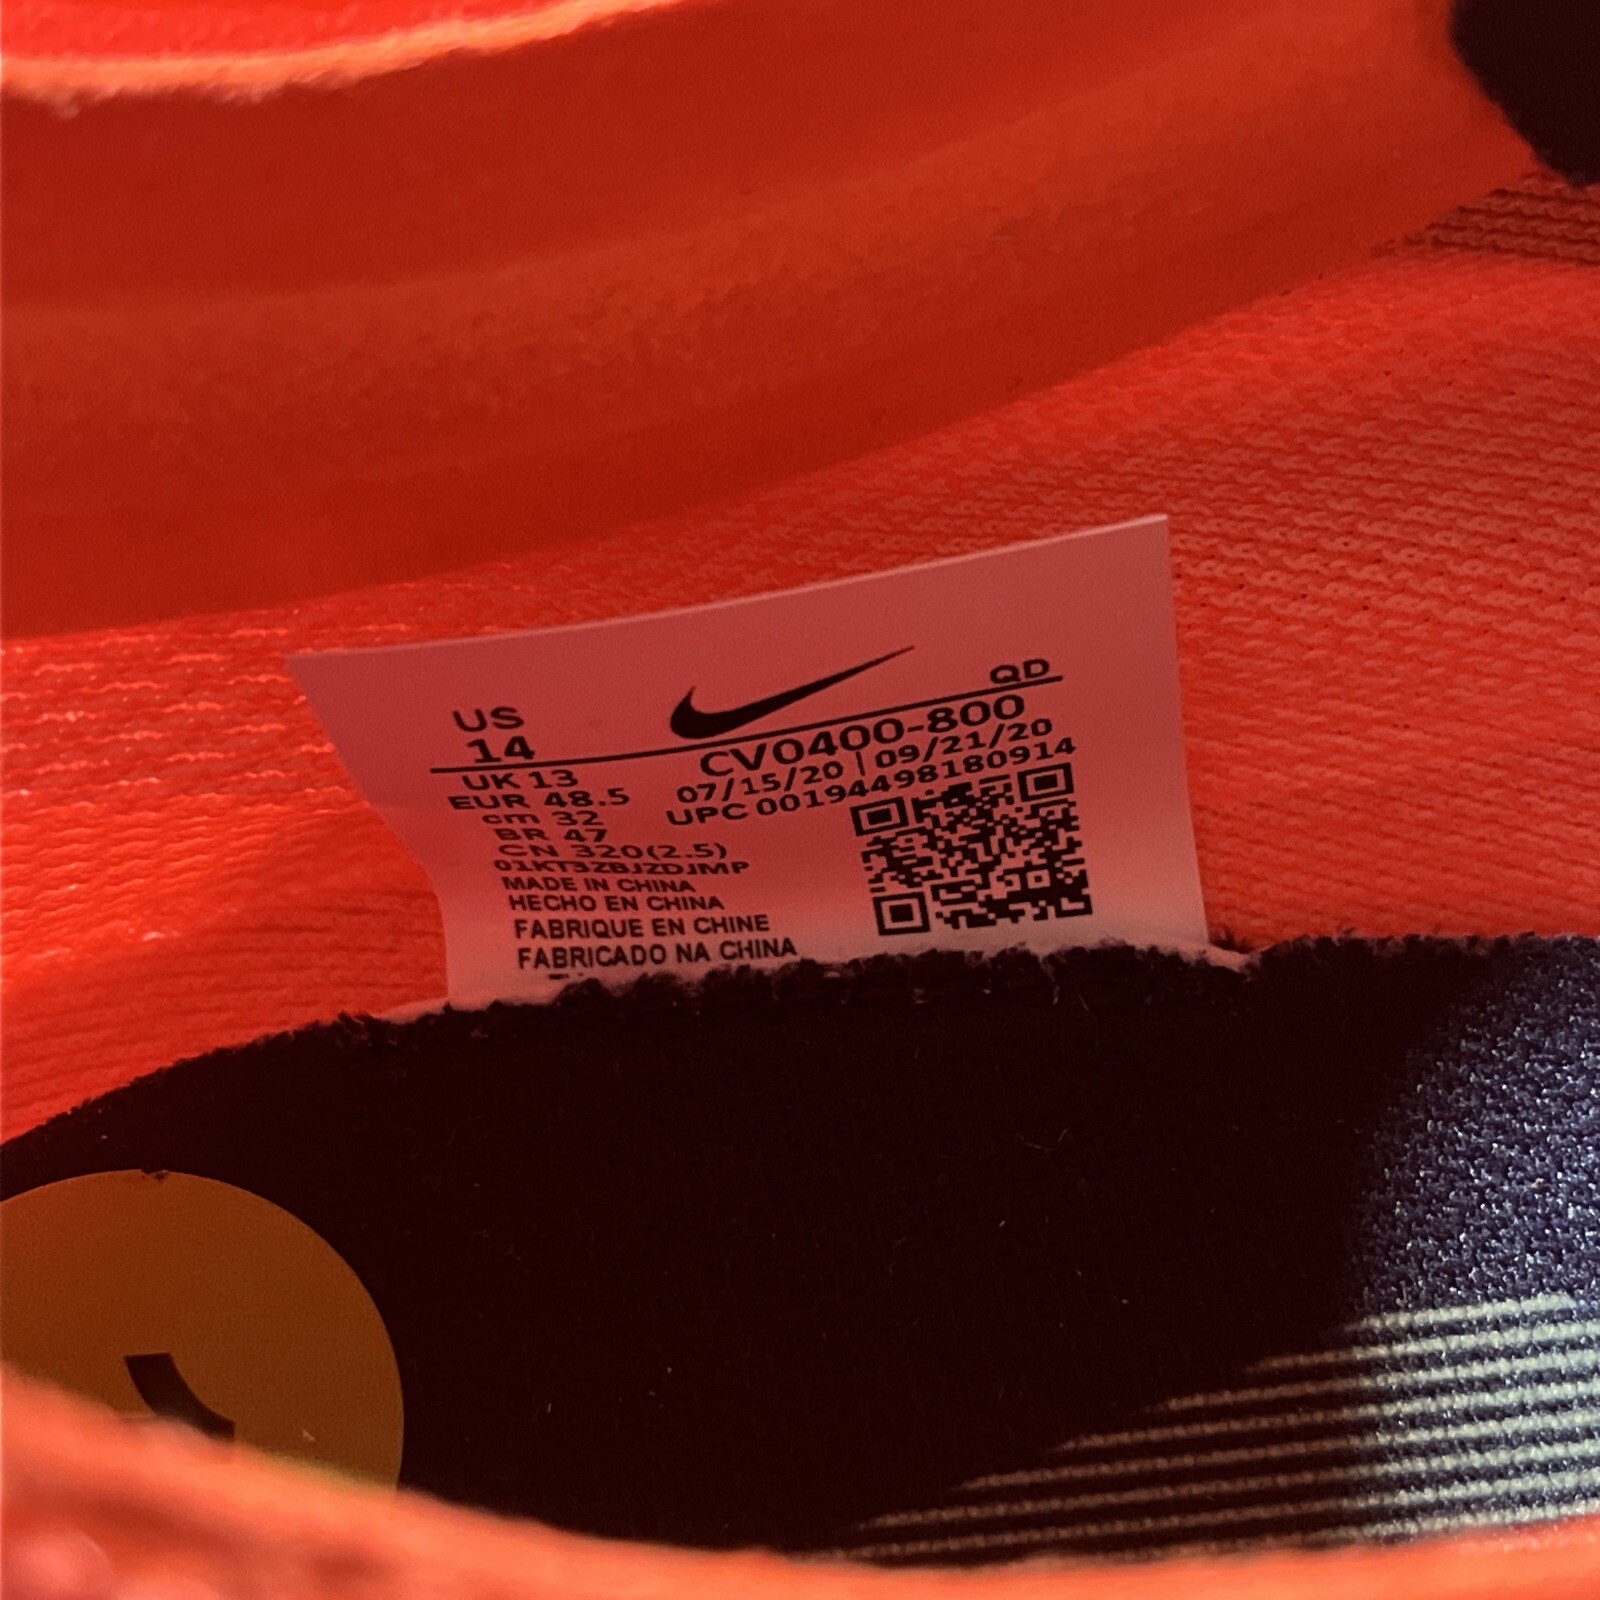 US
14
QD
UK 13
CV0400-800
EUR 48.5
07/15/20 | 09/21/20
cm 32
UPC 00194498180914
BR 47
CN 320(2.5)
01KT3ZBJZDJMP
MADE IN CHINA
HECHO EN CHINA
FABRIQUE EN CHINE
FABRICADO NA CHINA